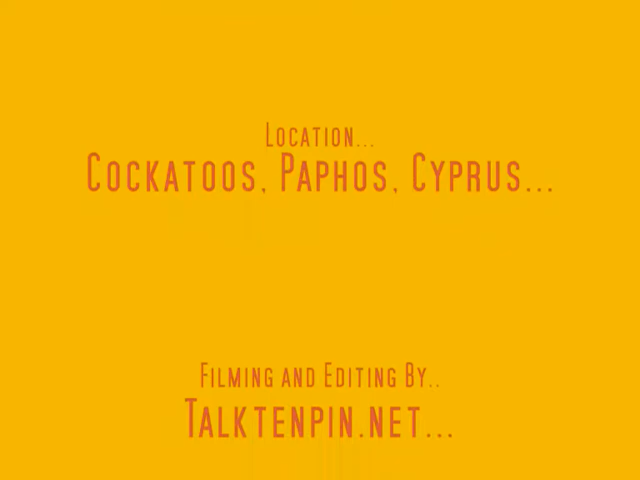 Location...
Cockatoos, Paphos, Cyprus...
Filming and Editing By..
Talktenpin.net...